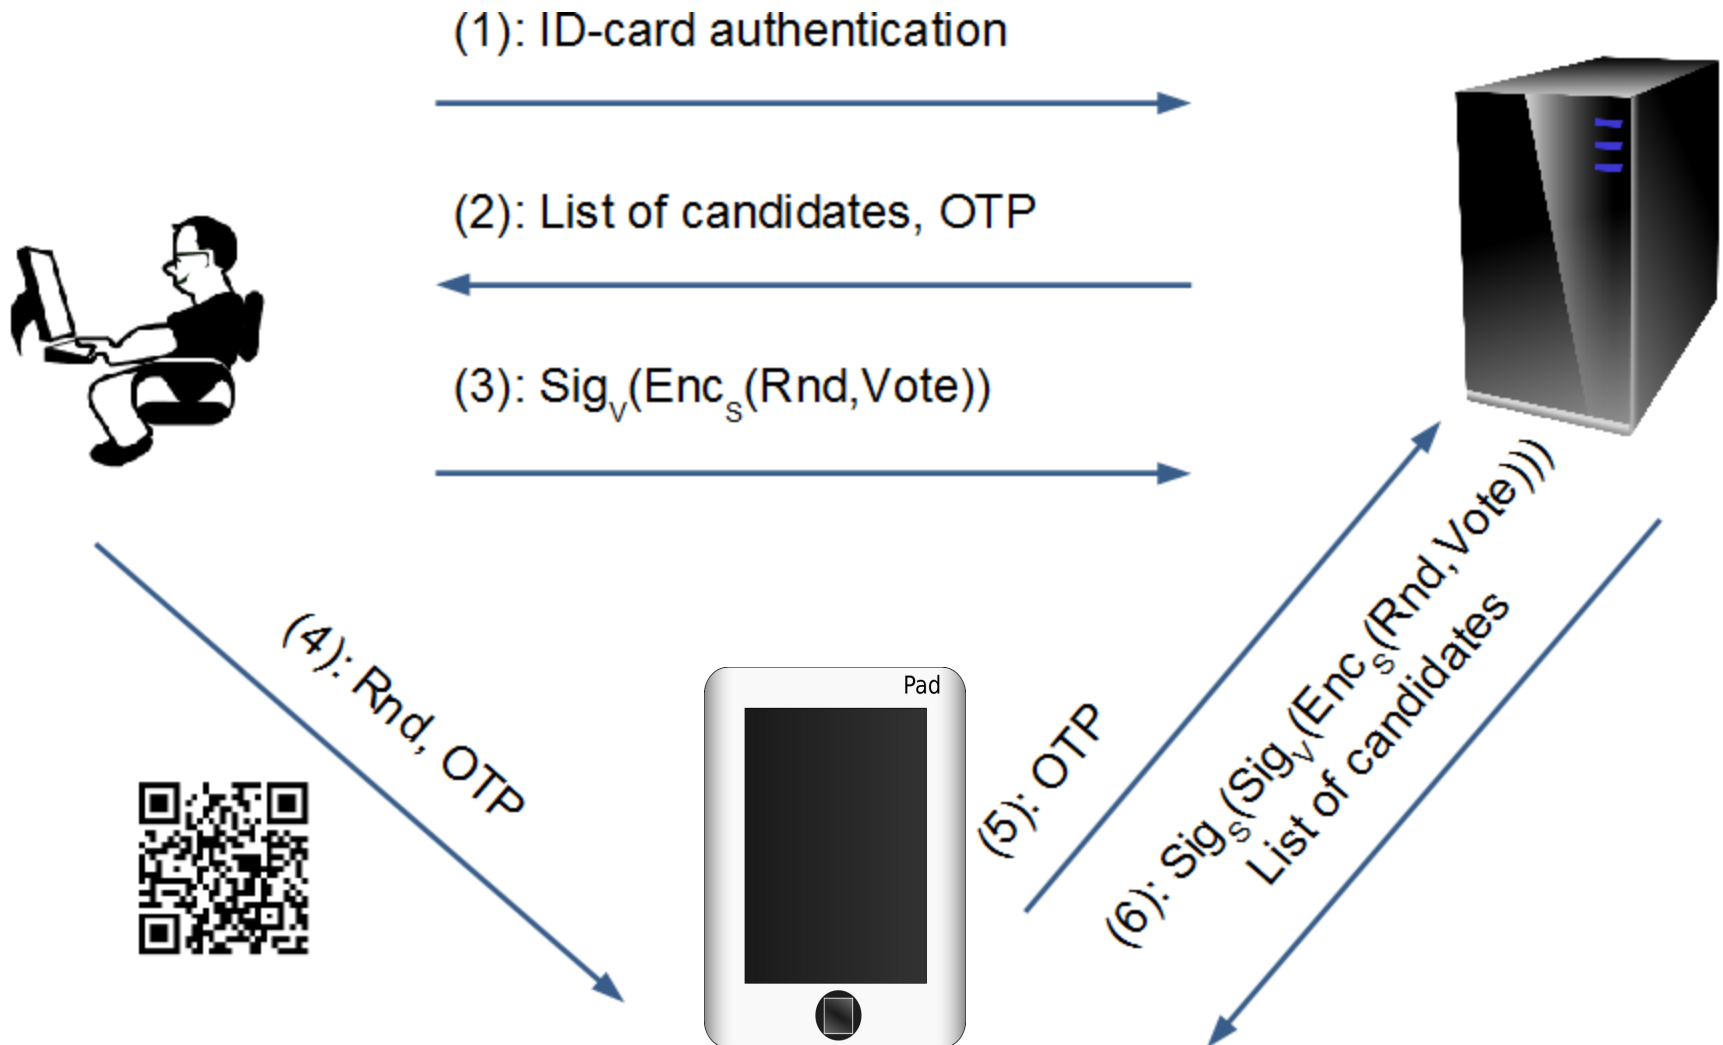 (1): ID-card authentication
(2): List of candidates, OTP
(3): Sig_V(Enc_S(Rnd,Vote))
(4): Rnd, OTP
Pad
(5): OTP
(6): Sig_S(Sig_V(Enc_S(Rnd,Vote))))
List of candidates